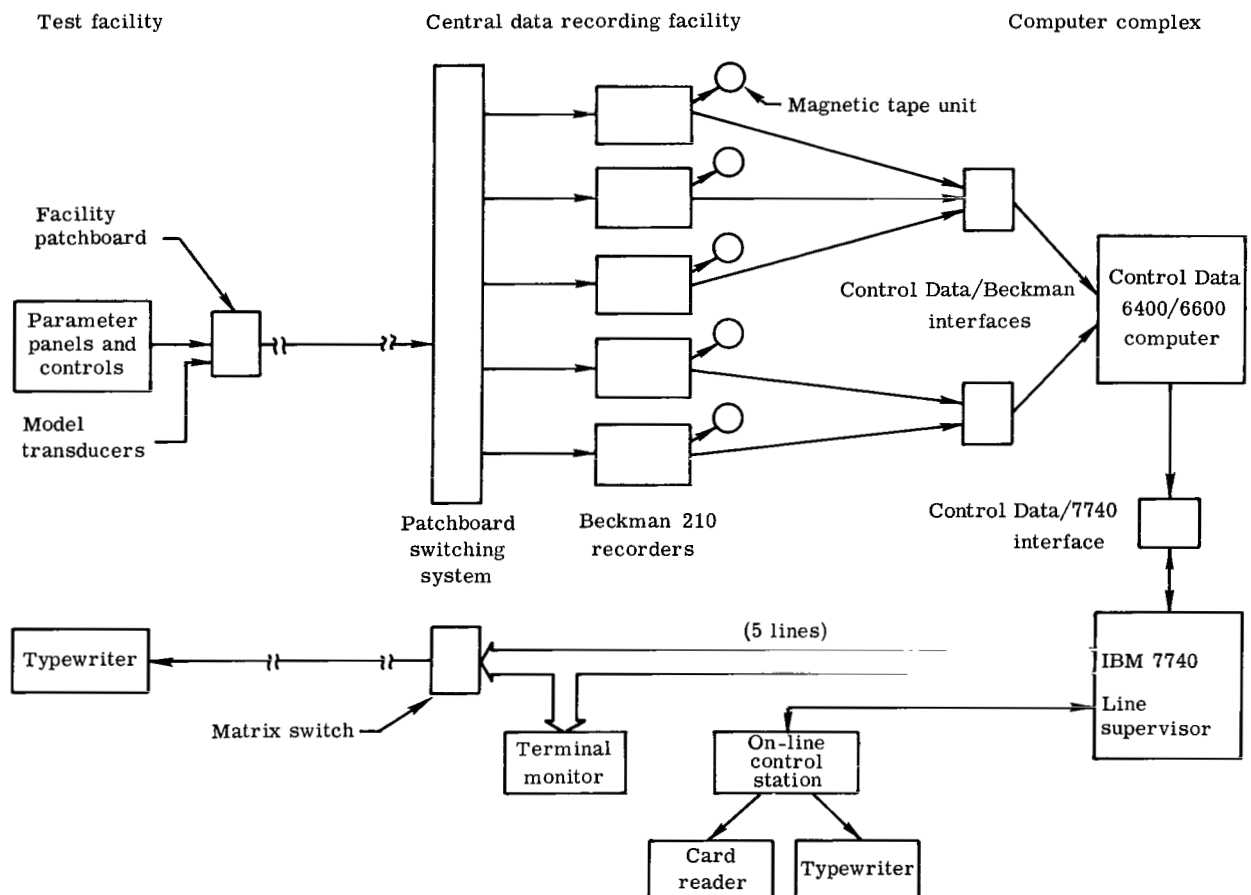 Test facility
Central data recording facility
Computer complex
Magnetic tape unit
Facility
patchboard
Parameter
panels and
controls
Model
transducers
Control Data/Beckman
interfaces
Control Data
6400/6600
computer
Patchboard
switching
system
Beckman 210
recorders
Control Data/7740
interface
(5 lines)
Typewriter
Matrix switch
Terminal
monitor
On-line
control
station
IBM 7740
Line
supervisor
Card
reader
Typewriter